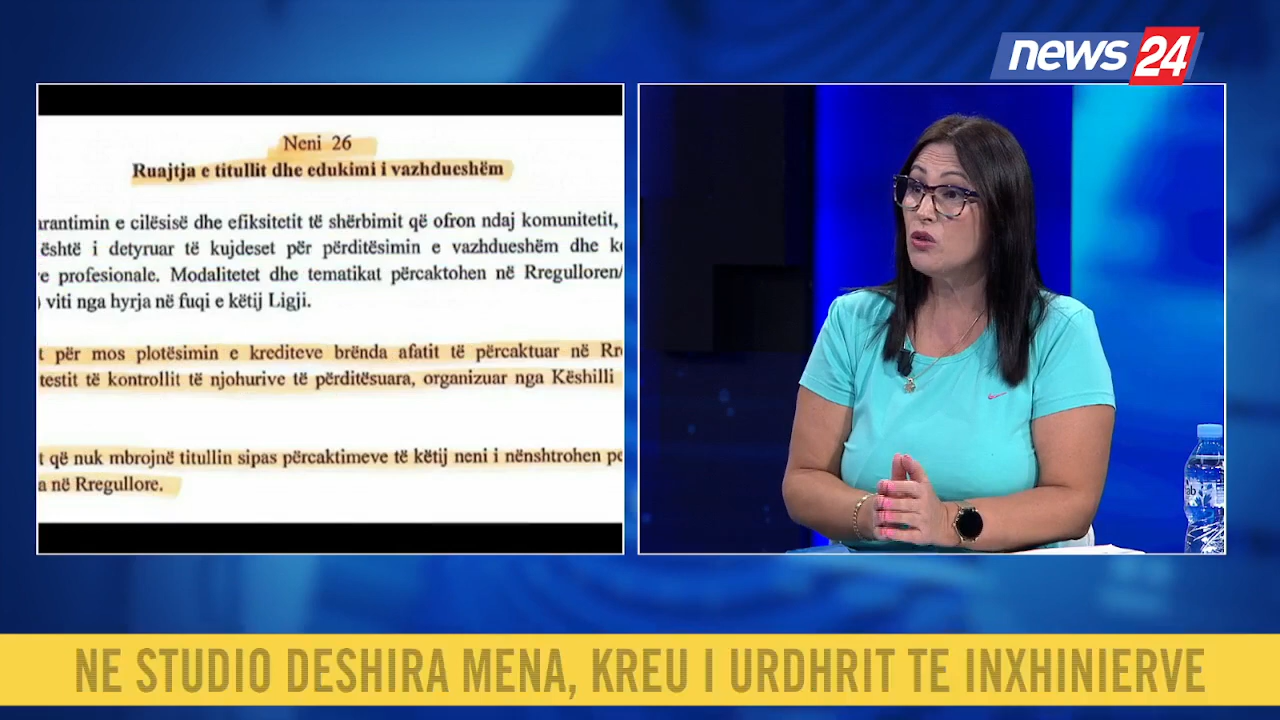 news 24
Neni 26
Ruajtja e titullit dhe edukimi i vazhdueshëm
e cilësisë dhe efiksitetit të shërbimit që ofron ndaj komunitetit,
është i detyruar të kujdeset për përditësimin e vazhdueshëm dhe
profesionale. Modalitetet dhe tematikat përcaktohen në Rregulloren/
) viti nga hyrja në fuqi e këtij Ligji.
për mos plotësimin e krediteve brënda afatit të përcaktuar në
testit të kontrollit të njohurive të përditësuara, organizuar nga Këshilli
që nuk mbrojnë titullin sipas përcaktimeve të këtij neni i nënshtrohen
në Rregullore.
NE STUDIO DESHIRA MENA, KREU I URDHRIT TE INXHINIERVE